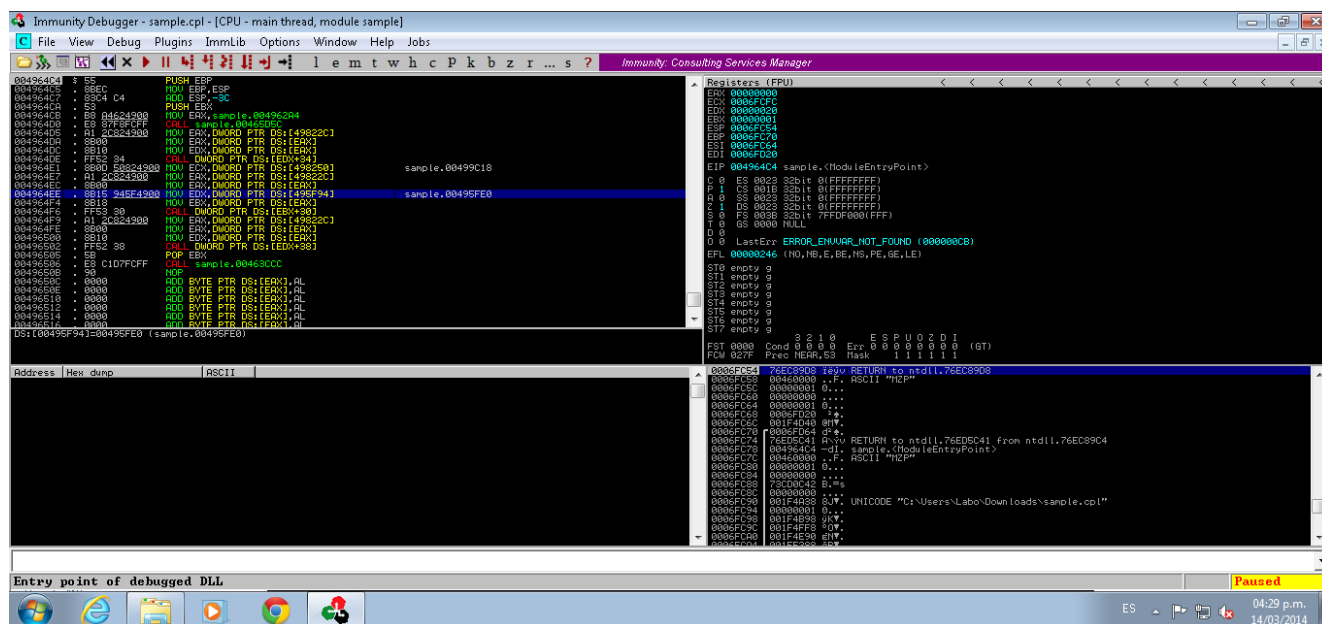 Immunity Debugger - sample.cpl - [CPU - main thread, module sample]
C File View Debug Plugins ImmLib Options Window Help Jobs
l e m t w h c P k b z r ... s ? Immunity: Consulting Services Manager
004964C4 $ 55 PUSH EBP
004964C5 . 8BEC MOV EBP,ESP
004964C7 . 83C4 C4 ADD ESP,-3C
004964CA . 53 PUSH EBX
004964CB . B8 A4624900 MOV EAX,sample.004962A4
004964D0 . E8 87F8FCFF CALL sample.00465D5C
004964D5 . A1 2C824900 MOV EAX,DWORD PTR DS:[49822C]
004964DA . 8B00 MOV EAX,DWORD PTR DS:[EAX]
004964DC . 8B10 MOV EDX,DWORD PTR DS:[EAX]
004964DE . FF52 34 CALL DWORD PTR DS:[EDX+34]
004964E1 . 8B0D 50824900 MOV ECX,DWORD PTR DS:[498250] sample.00499C18
004964E7 . A1 2C824900 MOV EAX,DWORD PTR DS:[49822C]
004964EC . 8B00 MOV EAX,DWORD PTR DS:[EAX]
004964EE . 8B15 945F4900 MOV EDX,DWORD PTR DS:[495F94] sample.00495FE0
004964F4 . 8B18 MOV EBX,DWORD PTR DS:[EAX]
004964F6 . FF53 30 CALL DWORD PTR DS:[EBX+30]
004964F9 . A1 2C824900 MOV EAX,DWORD PTR DS:[49822C]
004964FE . 8B00 MOV EAX,DWORD PTR DS:[EAX]
00496500 . 8B10 MOV EDX,DWORD PTR DS:[EAX]
00496502 . FF52 38 CALL DWORD PTR DS:[EDX+38]
00496505 . 5B POP EBX
00496506 . E8 C1D7FCFF CALL sample.00463CCC
0049650B . 90 NOP
0049650C . 0000 ADD BYTE PTR DS:[EAX],AL
0049650E . 0000 ADD BYTE PTR DS:[EAX],AL
00496510 . 0000 ADD BYTE PTR DS:[EAX],AL
00496512 . 0000 ADD BYTE PTR DS:[EAX],AL
00496514 . 0000 ADD BYTE PTR DS:[EAX],AL
00496516 . 0000 ADD BYTE PTR DS:[EAX],AL
DS:[00495F94]=00495FE0 (sample.00495FE0)
Registers (FPU) < < < < < < < < < < < <
EAX 00000000
ECX 0006FCFC
EDX 00000020
EBX 00000001
ESP 0006FC54
EBP 0006FC70
ESI 0006FC64
EDI 0006FD20
EIP 004964C4 sample.<ModuleEntryPoint>
C 0 ES 0023 32bit 0(FFFFFFFF)
P 1 CS 001B 32bit 0(FFFFFFFF)
A 0 SS 0023 32bit 0(FFFFFFFF)
Z 1 DS 0023 32bit 0(FFFFFFFF)
S 0 FS 003B 32bit 7FFDF000(FFF)
T 0 GS 0000 NULL
D 0
O 0 LastErr ERROR_ENVVAR_NOT_FOUND (000000CB)
EFL 00000246 (NO,NB,E,BE,NS,PE,GE,LE)
ST0 empty g
ST1 empty g
ST2 empty g
ST3 empty g
ST4 empty g
ST5 empty g
ST6 empty g
ST7 empty g
3 2 1 0 E S P U O Z D I
FST 0000 Cond 0 0 0 0 Err 0 0 0 0 0 0 0 0 (GT)
FCW 027F Prec NEAR,53 Mask 1 1 1 1 1 1
Address Hex dump ASCII
0006FC54 76EC89D8 RETURN to ntdll.76EC89D8
0006FC58 00460000 ..F. ASCII "MZP"
0006FC5C 00000001
0006FC60 00000000 ....
0006FC64 00000001
0006FC68 0006FD20
0006FC6C 001F4D40
0006FC70 0006FD64
0006FC74 76ED5C41 RETURN to ntdll.76ED5C41 from ntdll.76EC89C4
0006FC78 004964C4 sample.<ModuleEntryPoint>
0006FC7C 00460000 ..F. ASCII "MZP"
0006FC80 00000001
0006FC84 00000000 ....
0006FC88 73CD0C42
0006FC8C 00000000 ....
0006FC90 001F4A38 UNICODE "C:\Users\Labo\Downloads\sample.cpl"
0006FC94 00000001
0006FC98 001F4B98
0006FC9C 001F4FF8
0006FCA0 001F4E90
Entry point of debugged DLL Paused
ES 04:29 p.m.
14/03/2014